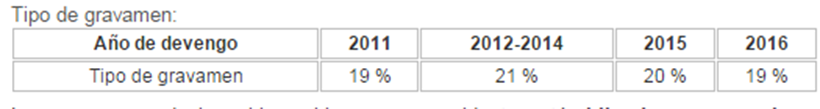 Tipo de gravamen:
Año de devengo 2011 2012-2014 2015 2016
Tipo de gravamen 19 % 21 % 20 % 19 %